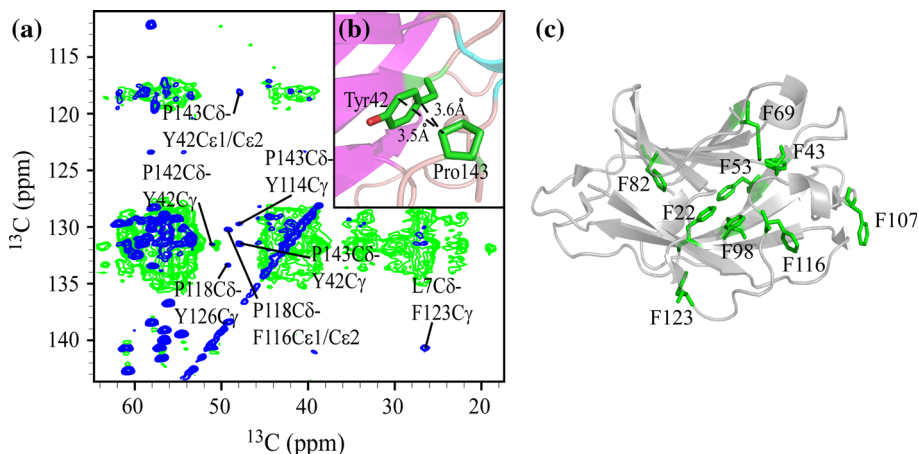 (a)
115
120
125
130
135
140
¹³C (ppm)
60
50
40
30
20
¹³C (ppm)
P143Cδ-
Y42Cε1/Cε2
P142Cδ-
Y42Cγ
P143Cδ-
Y114Cγ
P143Cδ-
Y42Cγ
P118Cδ-
Y126Cγ
P118Cδ-
F116Cε1/Cε2
L7Cδ-
F123Cγ
(b)
Tyr42
3.6Å
3.5Å
Pro143
(c)
F69
F43
F53
F82
F22
F107
F98
F116
F123